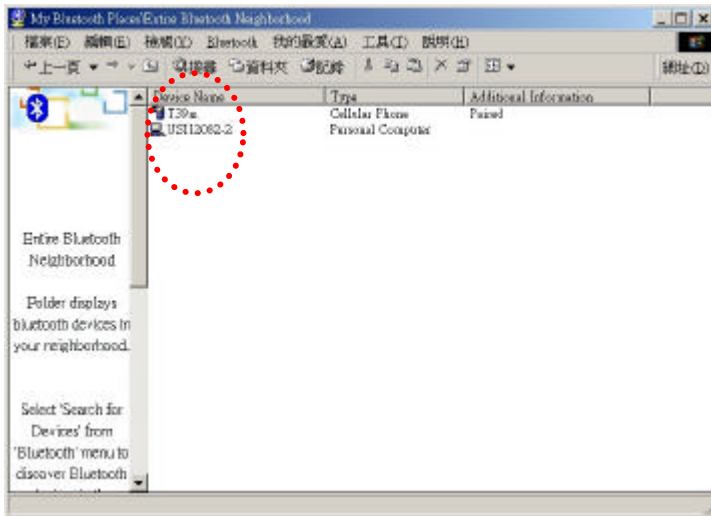 My Bluetooth Places\Entire Bluetooth Neighborhood
檔案(F) 編輯(E) 檢視(V) Bluetooth 我的最愛(A) 工具(T) 說明(H)
上一頁 搜尋 資料夾 記錄 網址(D)
Device Name Type Additional Information
T39m Cellular Phone Paired
USI12062-2 Personal Computer
Entire Bluetooth
Neighborhood
Folder displays
bluetooth devices in
your neighborhood.
Select 'Search for
Devices' from
'Bluetooth' menu to
discover Bluetooth